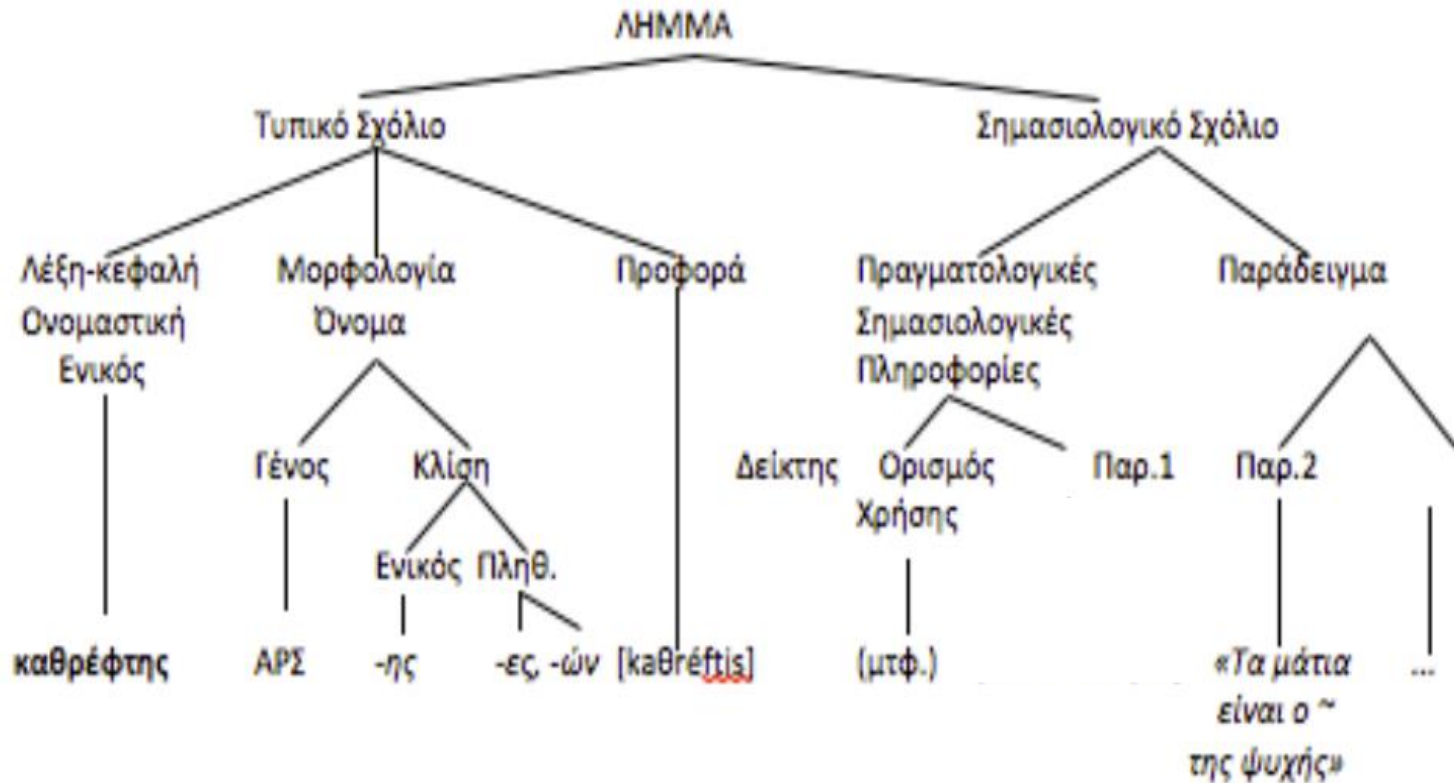 ΛΗΜΜΑ
Τυπικό Σχόλιο
Σημασιολογικό Σχόλιο
Λέξη-κεφαλή
Ονομαστική
Ενικός
Μορφολογία
Όνομα
Προφορά
Πραγματολογικές
Σημασιολογικές
Πληροφορίες
Παράδειγμα
Γένος
Κλίση
Δείκτης
Ορισμός
Χρήσης
Παρ.1
Παρ.2
Ενικός
Πληθ.
καθρέφτης
ΑΡΣ
-ης
-ες, -ών
[kaθréftis]
(μτφ.)
«Τα μάτια
είναι ο ~
της ψυχής»
...